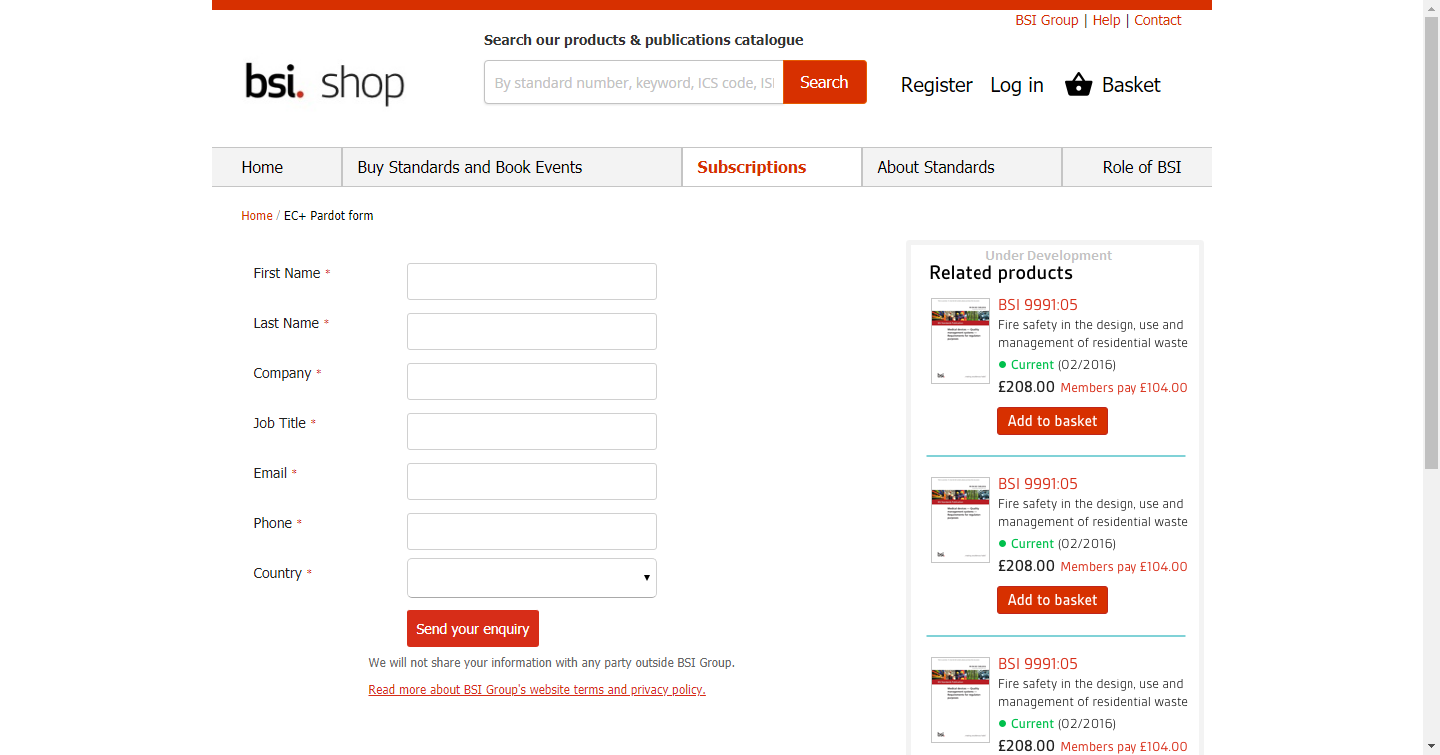 BSI Group | Help | Contact
Search our products & publications catalogue
bsi. shop
By standard number, keyword, ICS code, ISI
Search
Register
Log in
Basket
Home
Buy Standards and Book Events
Subscriptions
About Standards
Role of BSI
Home / EC+ Pardot form
First Name *
Last Name *
Company *
Job Title *
Email *
Phone *
Country *
Send your enquiry
We will not share your information with any party outside BSI Group.
Read more about BSI Group's website terms and privacy policy.
Under Development
Related products
BSI 9991:05
Fire safety in the design, use and
management of residential waste
Current (02/2016)
£208.00 Members pay £104.00
Add to basket
BSI 9991:05
Fire safety in the design, use and
management of residential waste
Current (02/2016)
£208.00 Members pay £104.00
Add to basket
BSI 9991:05
Fire safety in the design, use and
management of residential waste
Current (02/2016)
£208.00 Members pay £104.00